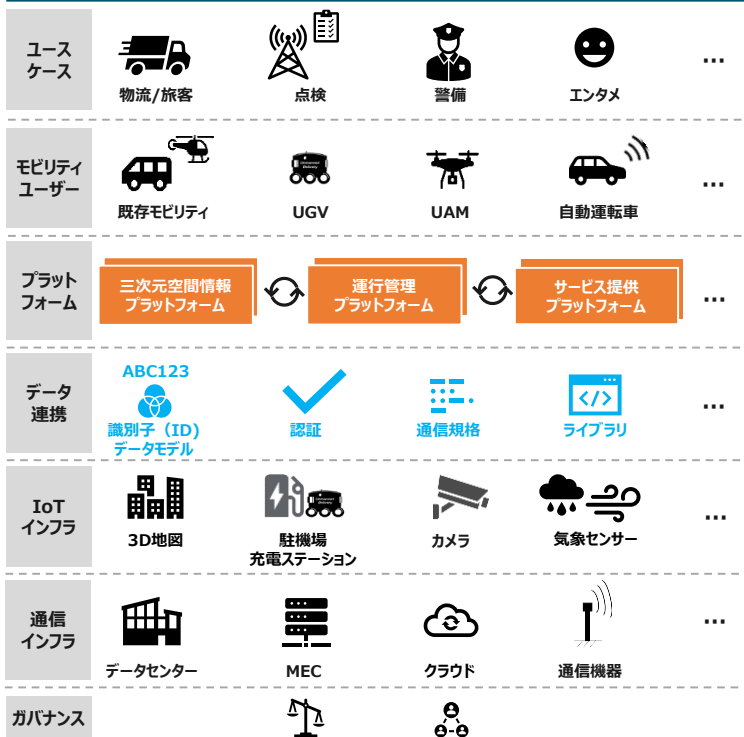 ユース
ケース
物流/旅客
点検
警備
エンタメ
...
モビリティ
ユーザー
既存モビリティ
UGV
UAM
自動運転車
...
プラット
フォーム
三次元空間情報
プラットフォーム
運行管理
プラットフォーム
サービス提供
プラットフォーム
...
データ
連携
ABC123
識別子（ID)
データモデル
認証
通信規格
ライブラリ
...
IoT
インフラ
3D地図
駐機場
充電ステーション
カメラ
気象センサー
...
通信
インフラ
データセンター
MEC
クラウド
通信機器
...
ガバナンス